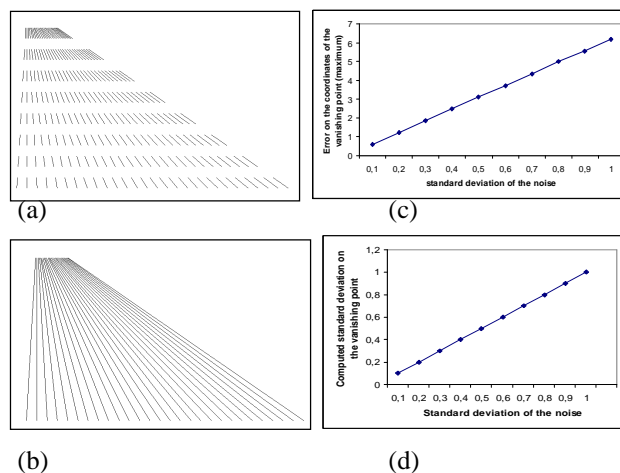 7
6
5
4
3
2
1
0
0,1 0,2 0,3 0,4 0,5 0,6 0,7 0,8 0,9 1
Error on the coordinates of the
vanishing point (maximum)
standard deviation of the noise
(a)
(c)
1,2
1
0,8
0,6
0,4
0,2
0
0,1 0,2 0,3 0,4 0,5 0,6 0,7 0,8 0,9 1
Computed standard deviation on
the vanishing point
Standard deviation of the noise
(b)
(d)